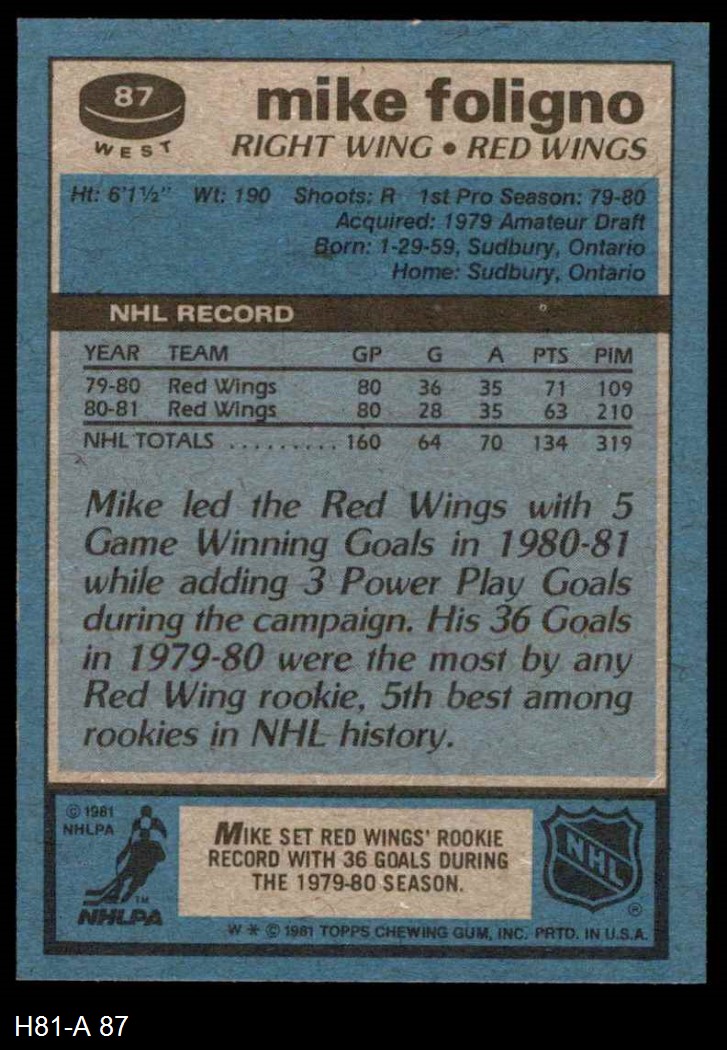 87
WEST
mike foligno
RIGHT WING • RED WINGS
Ht: 6'1½" Wt: 190 Shoots: R 1st Pro Season: 79-80
Acquired: 1979 Amateur Draft
Born: 1-29-59, Sudbury, Ontario
Home: Sudbury, Ontario
NHL RECORD
YEAR TEAM GP G A PTS PIM
79-80 Red Wings 80 36 35 71 109
80-81 Red Wings 80 28 35 63 210
NHL TOTALS .......... 160 64 70 134 319
Mike led the Red Wings with 5
Game Winning Goals in 1980-81
while adding 3 Power Play Goals
during the campaign. His 36 Goals
in 1979-80 were the most by any
Red Wing rookie, 5th best among
rookies in NHL history.
© 1981
NHLPA
TM
NHLPA
MIKE SET RED WINGS' ROOKIE
RECORD WITH 36 GOALS DURING
THE 1979-80 SEASON.
NHL
®
W * © 1981 TOPPS CHEWING GUM, INC. PRTD. IN U.S.A.
H81-A 87